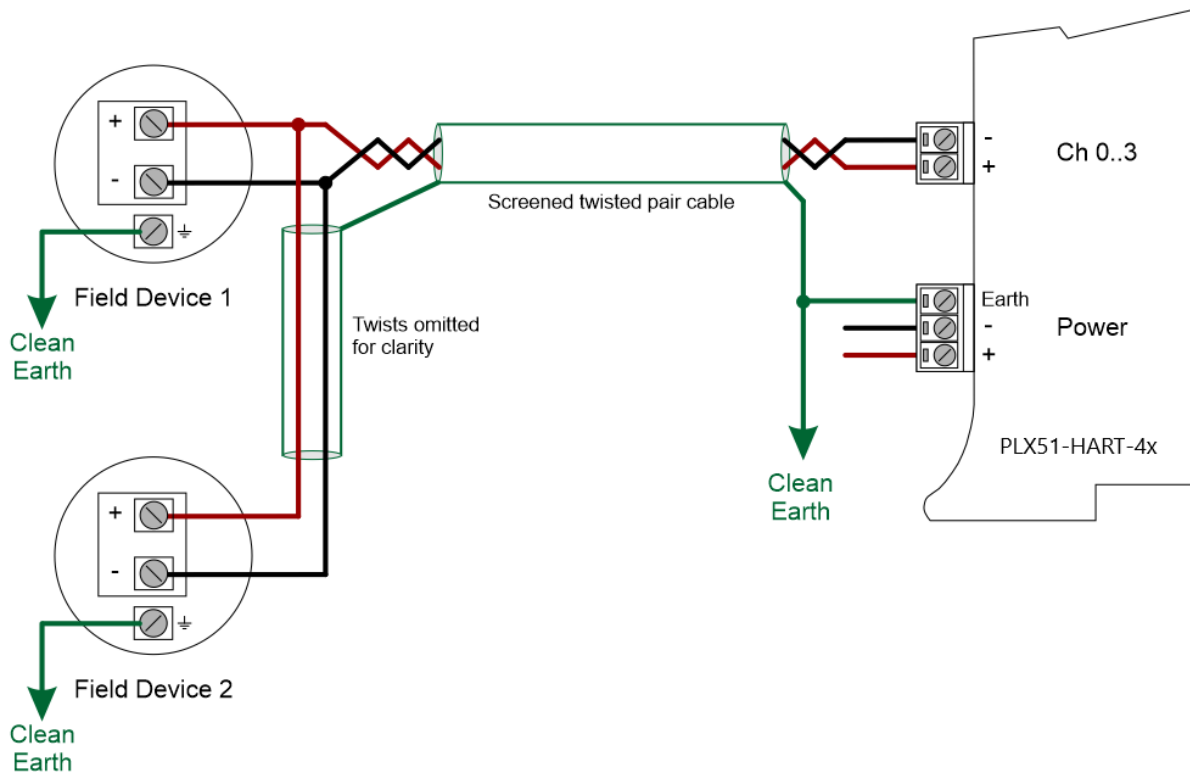 +
-
Field Device 1
Clean
Earth
Screened twisted pair cable
Twists omitted
for clarity
-
+
Ch 0..3
Earth
-
+
Power
PLX51-HART-4x
Clean
Earth
+
-
Field Device 2
Clean
Earth